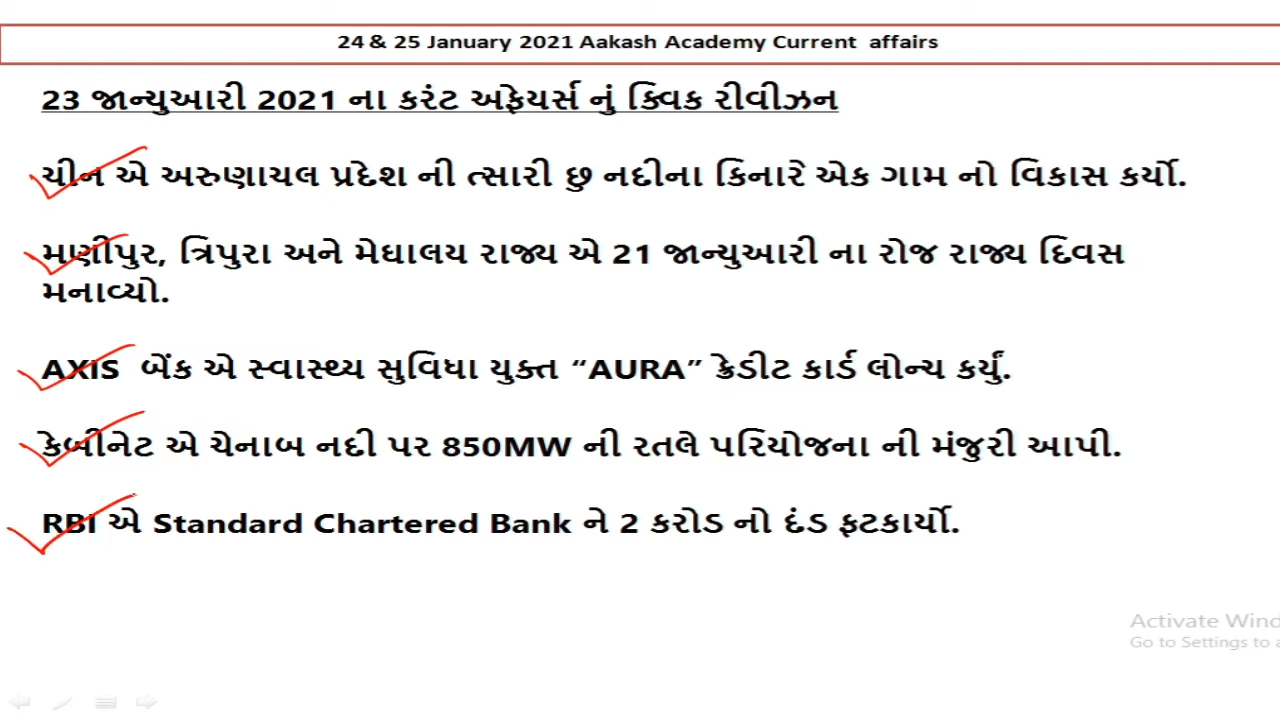 24 & 25 January 2021 Aakash Academy Current affairs
23 જાન્યુઆરી 2021 ના કરંટ અફેયર્સ નું ક્વિક રીવીઝન
ચીન એ અરુણાચલ પ્રદેશ ની ત્સારી છુ નદીના કિનારે એક ગામ નો વિકાસ કર્યો.
મણીપુર, ત્રિપુરા અને મેઘાલય રાજ્ય એ 21 જાન્યુઆરી ના રોજ રાજ્ય દિવસ
મનાવ્યો.
AXIS બેંક એ સ્વાસ્થ્ય સુવિધા યુક્ત “AURA” ક્રેડીટ કાર્ડ લોન્ચ કર્યું.
કેબીનેટ એ ચેનાબ નદી પર 850MW ની રતલે પરિયોજના ની મંજુરી આપી.
RBI એ Standard Chartered Bank ને 2 કરોડ નો દંડ ફટકાર્યો.
Activate Wind
Go to Settings to a